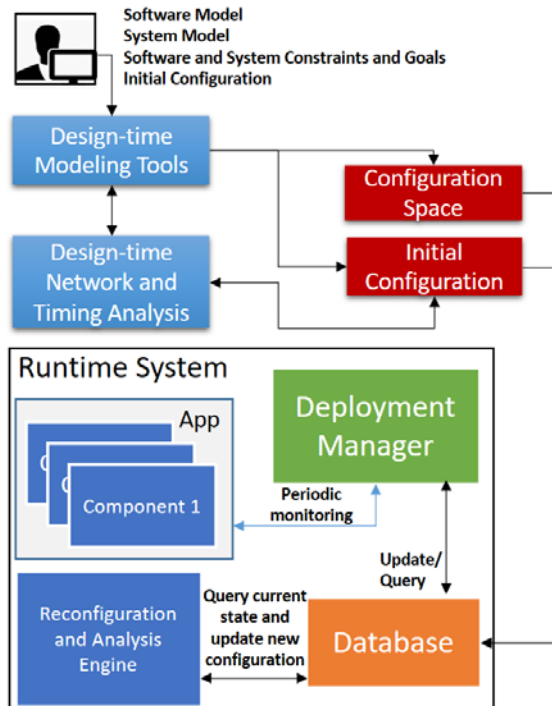 Software Model
System Model
Software and System Constraints and Goals
Initial Configuration
Design-time
Modeling Tools
Configuration
Space
Design-time
Network and
Timing Analysis
Initial
Configuration
Runtime System
App
Deployment
Manager
C
C
Component 1
Periodic
monitoring
Update/
Query
Reconfiguration
and Analysis
Engine
Query current
state and
update new
configuration
Database